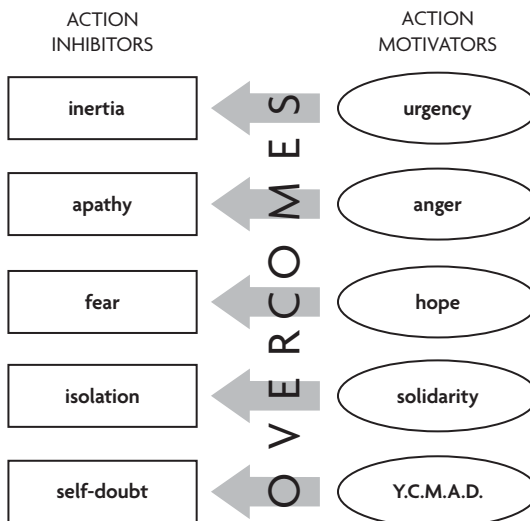 ACTION
INHIBITORS
ACTION
MOTIVATORS
inertia
urgency
apathy
anger
fear
hope
isolation
solidarity
self-doubt
Y.C.M.A.D.
OVERCOMES